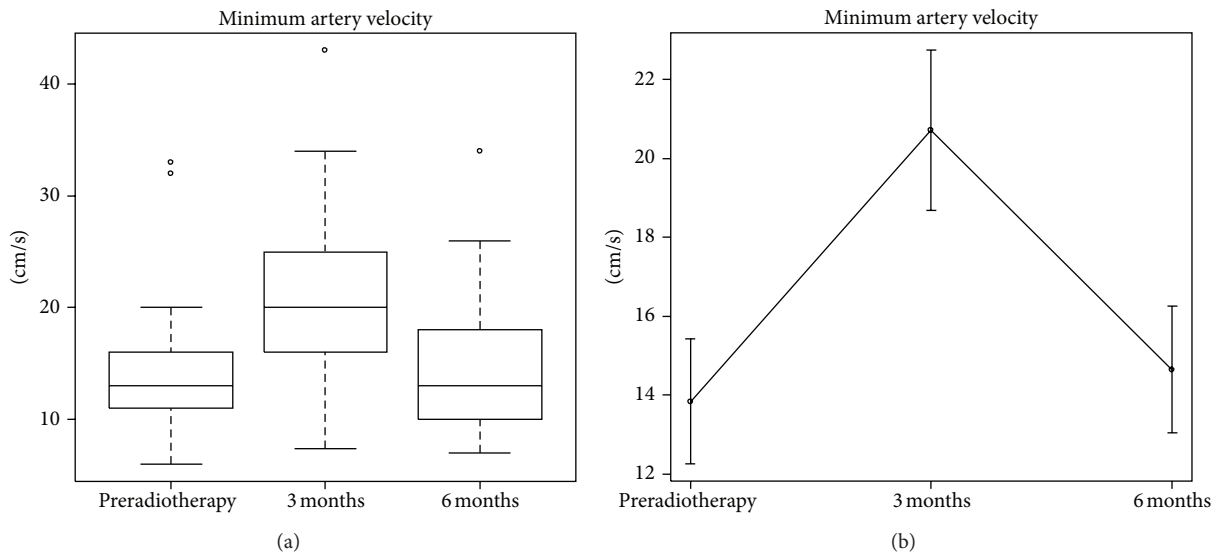 Minimum artery velocity
(cm/s)
40
30
20
10
Preradiotherapy 3 months 6 months
(a)
Minimum artery velocity
(cm/s)
22
20
18
16
14
12
Preradiotherapy 3 months 6 months
(b)